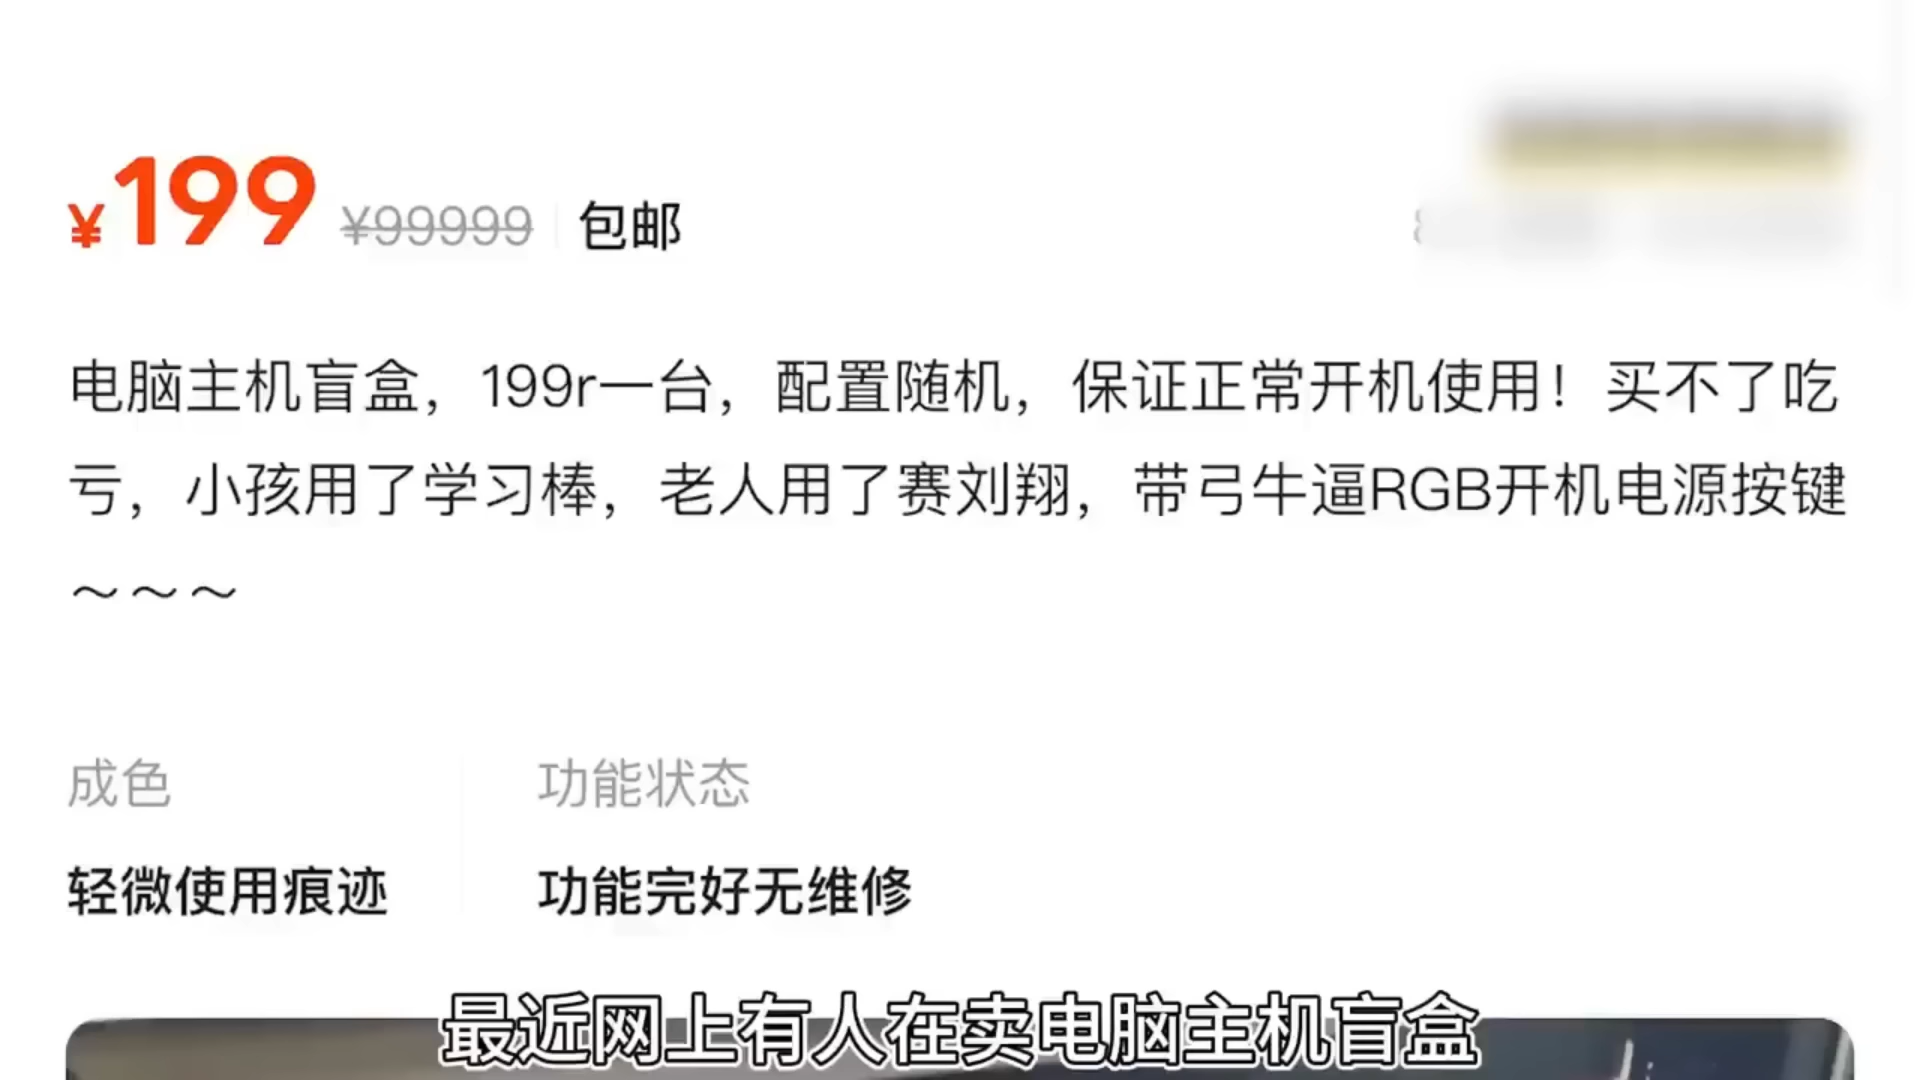 ¥199 ¥99999 包邮
电脑主机盲盒，199r一台，配置随机，保证正常开机使用！买不了吃
亏，小孩用了学习棒，老人用了赛刘翔，带弓牛逼RGB开机电源按键
～～～
成色 功能状态
轻微使用痕迹 功能完好无维修
最近网上有人在卖电脑主机盲盒